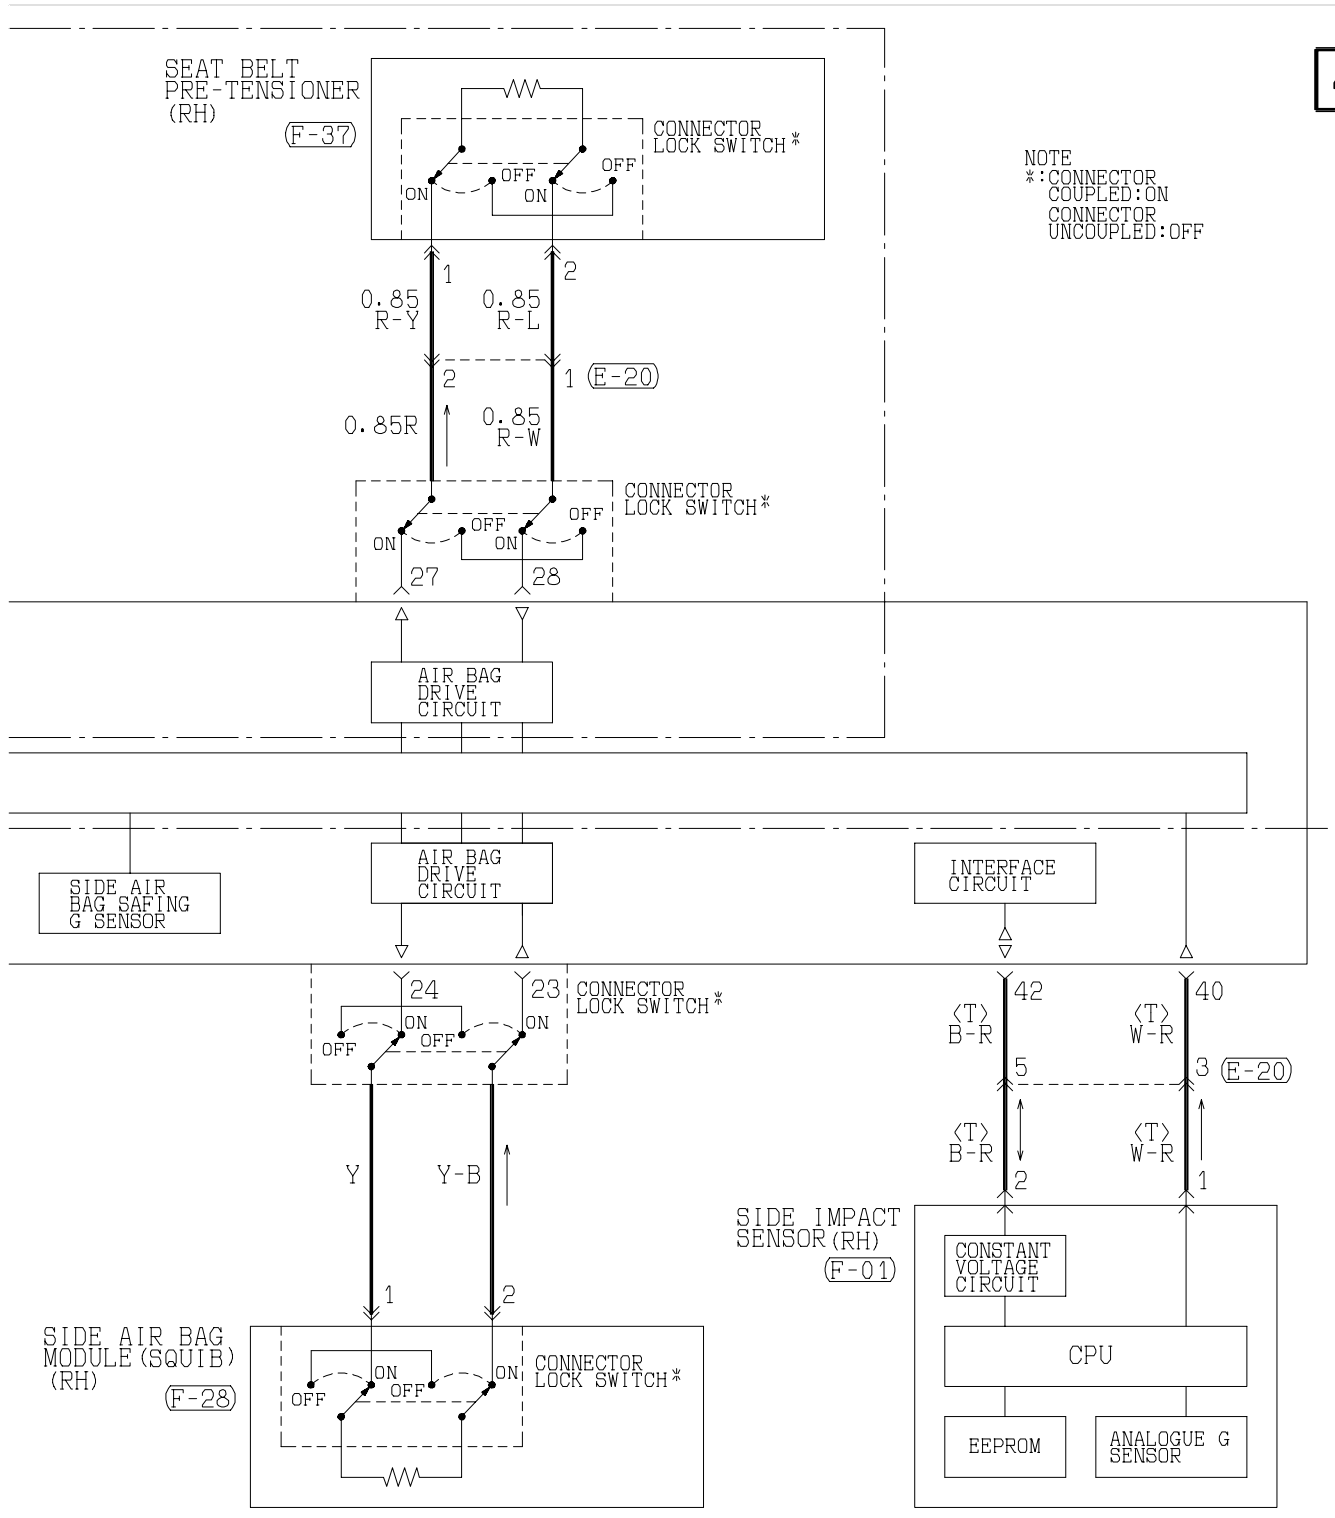 SEAT BELT
PRE-TENSIONER
(RH)
F-37
CONNECTOR
LOCK SWITCH*
ON
OFF
ON
OFF
NOTE
*:CONNECTOR
COUPLED:ON
CONNECTOR
UNCOUPLED:OFF
1
2
0.85
R-Y
0.85
R-L
2
1
E-20
0.85R
0.85
R-W
CONNECTOR
LOCK SWITCH*
ON
OFF
ON
OFF
27
28
AIR BAG
DRIVE
CIRCUIT
AIR BAG
DRIVE
CIRCUIT
SIDE AIR
BAG SAFING
G SENSOR
INTERFACE
CIRCUIT
24
23
CONNECTOR
LOCK SWITCH*
OFF
ON
OFF
ON
42
40
<T>
B-R
<T>
W-R
5
3
E-20
<T>
B-R
<T>
W-R
2
1
Y
Y-B
SIDE IMPACT
SENSOR(RH)
F-01
CONSTANT
VOLTAGE
CIRCUIT
CPU
EEPROM
ANALOGUE G
SENSOR
1
2
SIDE AIR BAG
MODULE(SQUIB)
(RH)
F-28
OFF
ON
OFF
ON
CONNECTOR
LOCK SWITCH*